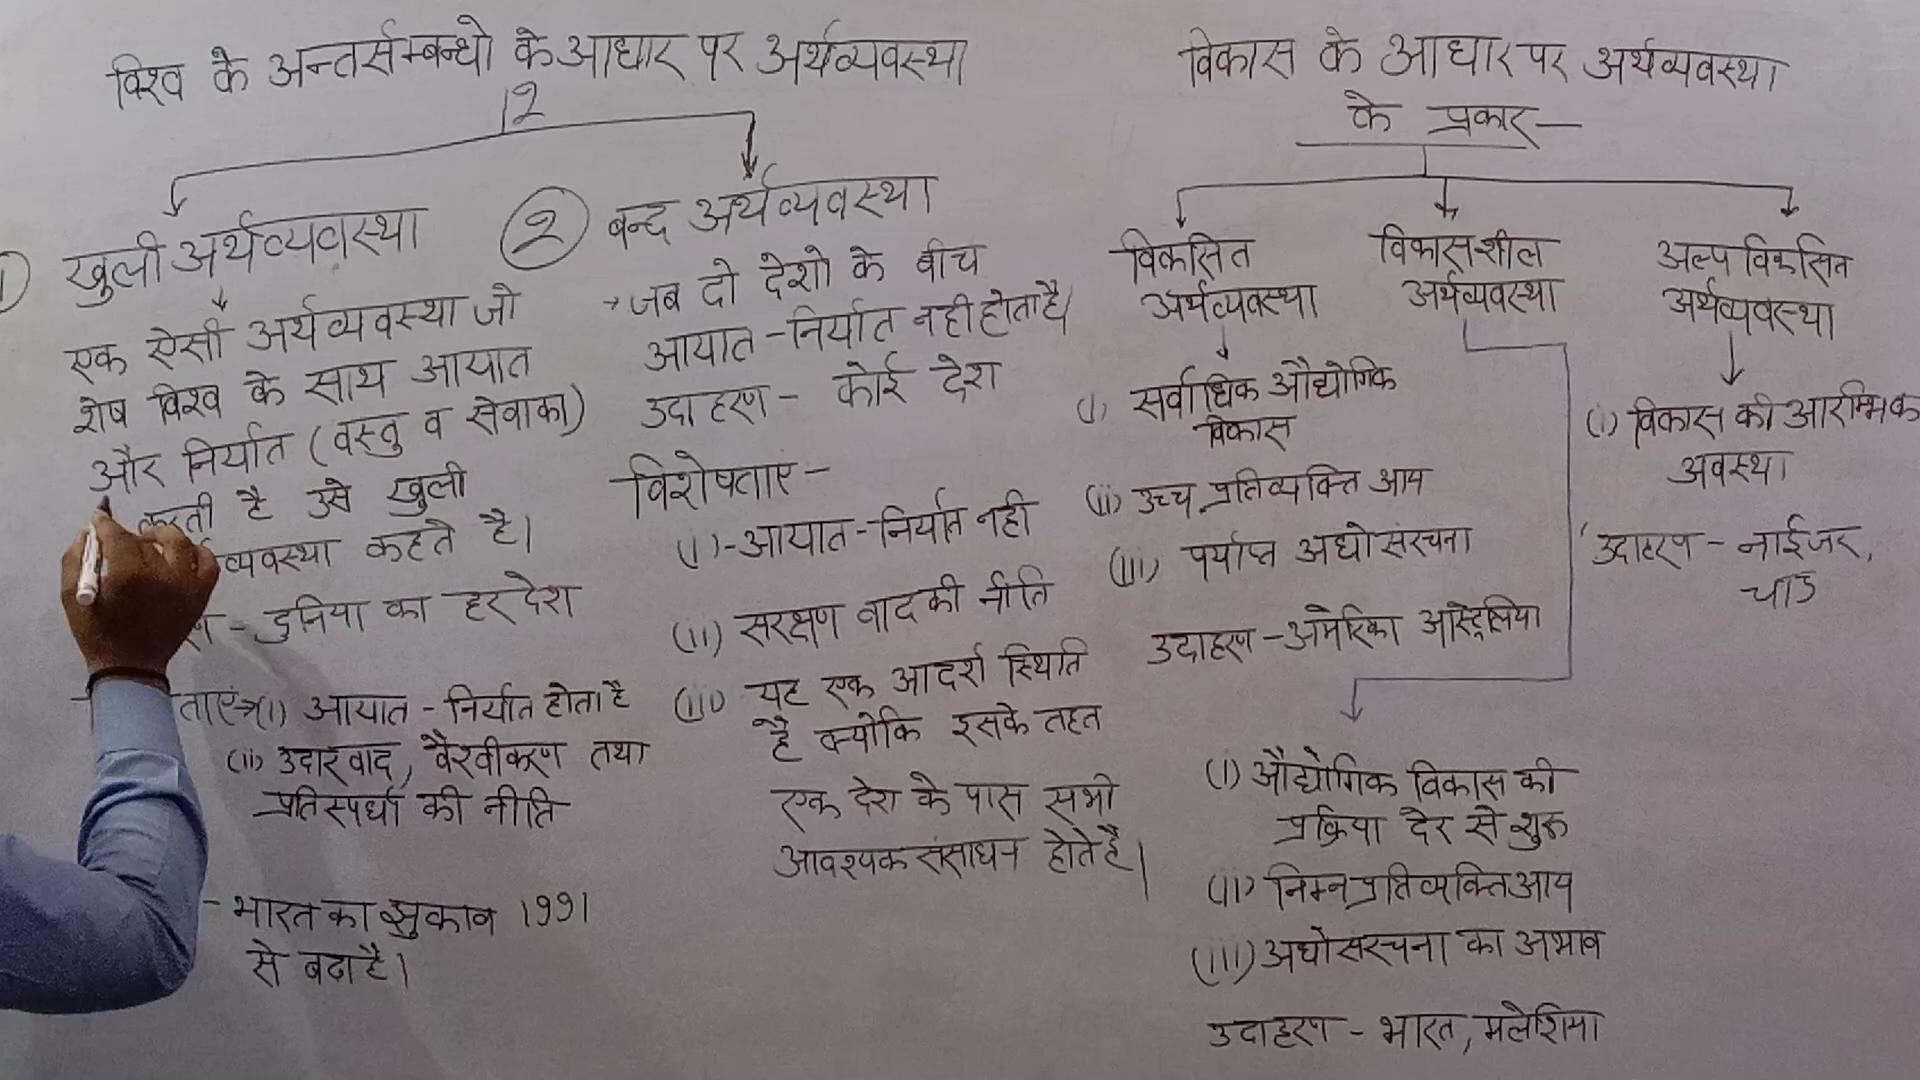 विश्व के अन्तर्सम्बन्धो के आधार पर अर्थव्यवस्था
2
खुली अर्थव्यवस्था
एक ऐसी अर्थव्यवस्था जो
शेष विश्व के साथ आयात
और निर्यात (वस्तु व सेवाका)
करती है उसे खुली
व्यवस्था कहते है।
- दुनिया का हर देश
(i) आयात - निर्यात होता है
(ii) उदारवाद, वैश्वीकरण तथा
प्रतिस्पर्धा की नीति
- भारत का झुकाव 1991
से बढा है।
2 बन्द अर्थव्यवस्था
→ जब दो देशो के बीच
आयात - निर्यात नही होता है।
उदाहरण - कोई देश
विशेषताए -
(i) - आयात - निर्यात नही
(ii) सरक्षण वाद की नीति
(iii) यह एक आदर्श स्थिति
है क्योकि इसके तहत
एक देश के पास सभी
आवश्यक संसाधन होते है।
विकास के आधार पर अर्थव्यवस्था
के प्रकार -
विकसित
अर्थव्यवस्था
(i) सर्वाधिक औद्योगिक
विकास
(ii) उच्च प्रतिव्यक्ति आय
(iii) पर्याप्त अधोसंरचना
उदाहरण - अमेरिका आस्ट्रेलिया
विकासशील
अर्थव्यवस्था
(i) औद्योगिक विकास की
प्रक्रिया देर से शुरू
(ii) निम्न प्रतिव्यक्ति आय
(iii) अधोसरचना का अभाव
उदाहरण - भारत, मलेशिया
अल्प विकसित
अर्थव्यवस्था
(i) विकास की आरम्भिक
अवस्था
उदाहरण - नाईजर,
चाड